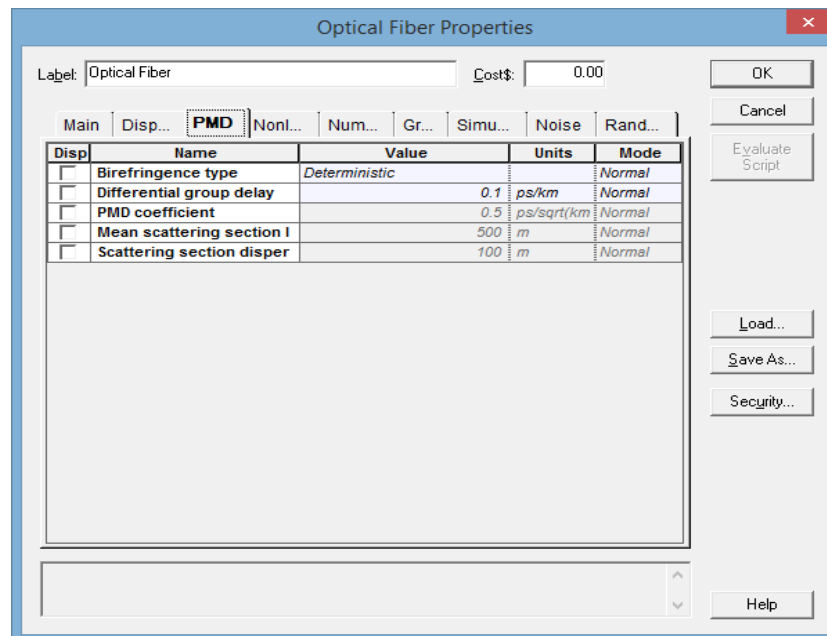 Optical Fiber Properties
Label: Optical Fiber Cost$: 0.00 OK
Cancel
Evaluate Script
Main Disp... PMD Nonl... Num... Gr... Simu... Noise Rand...
Disp Name Value Units Mode
Birefringence type Deterministic Normal
Differential group delay 0.1 ps/km Normal
PMD coefficient 0.5 ps/sqrt(km Normal
Mean scattering section l 500 m Normal
Scattering section disper 100 m Normal
Load...
Save As...
Security...
Help